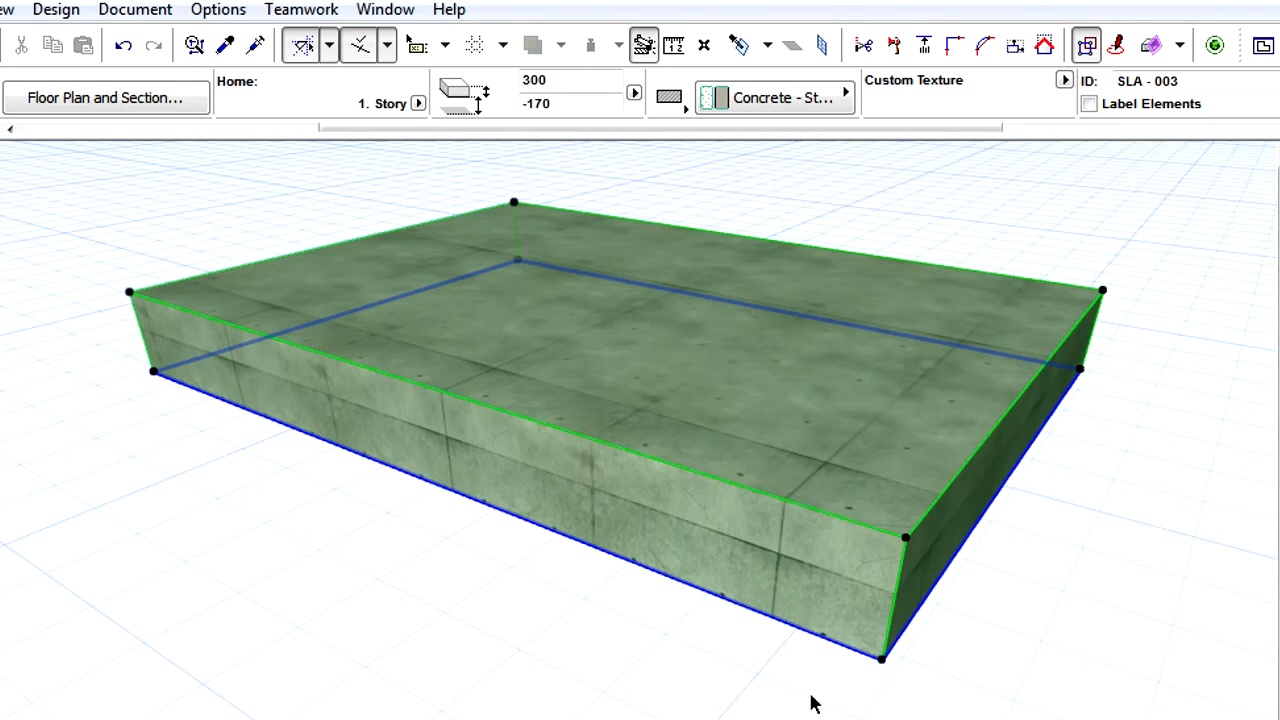 ew Design Document Options Teamwork Window Help
Floor Plan and Section...
Home:
1. Story
300
-170
Concrete - St...
Custom Texture
ID: SLA - 003
Label Elements